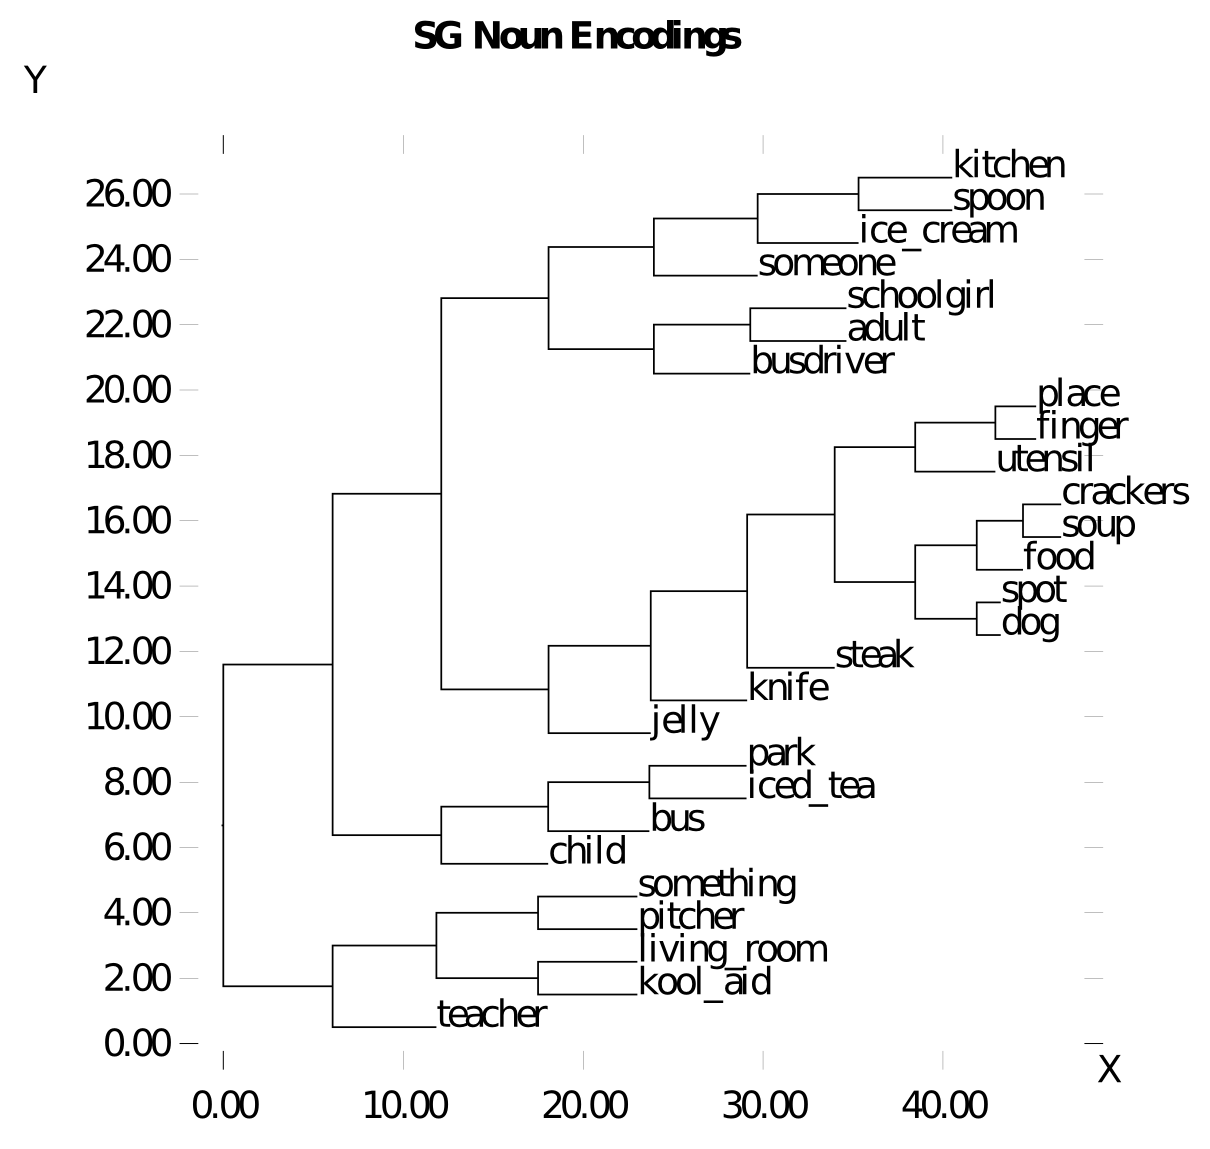 SG Noun Encodings
Y
kitchen
26.00
spoon
ice_cream
24.00
someone
schoolgirl
22.00
adult
busdriver
20.00
place
finger
18.00
utensil
crackers
16.00
soup
food
14.00
spot
dog
12.00
steak
knife
10.00
jelly
park
8.00
iced_tea
bus
6.00
child
something
4.00
pitcher
living_room
2.00
kool_aid
teacher
0.00
X
0.00 10.00 20.00 30.00 40.00